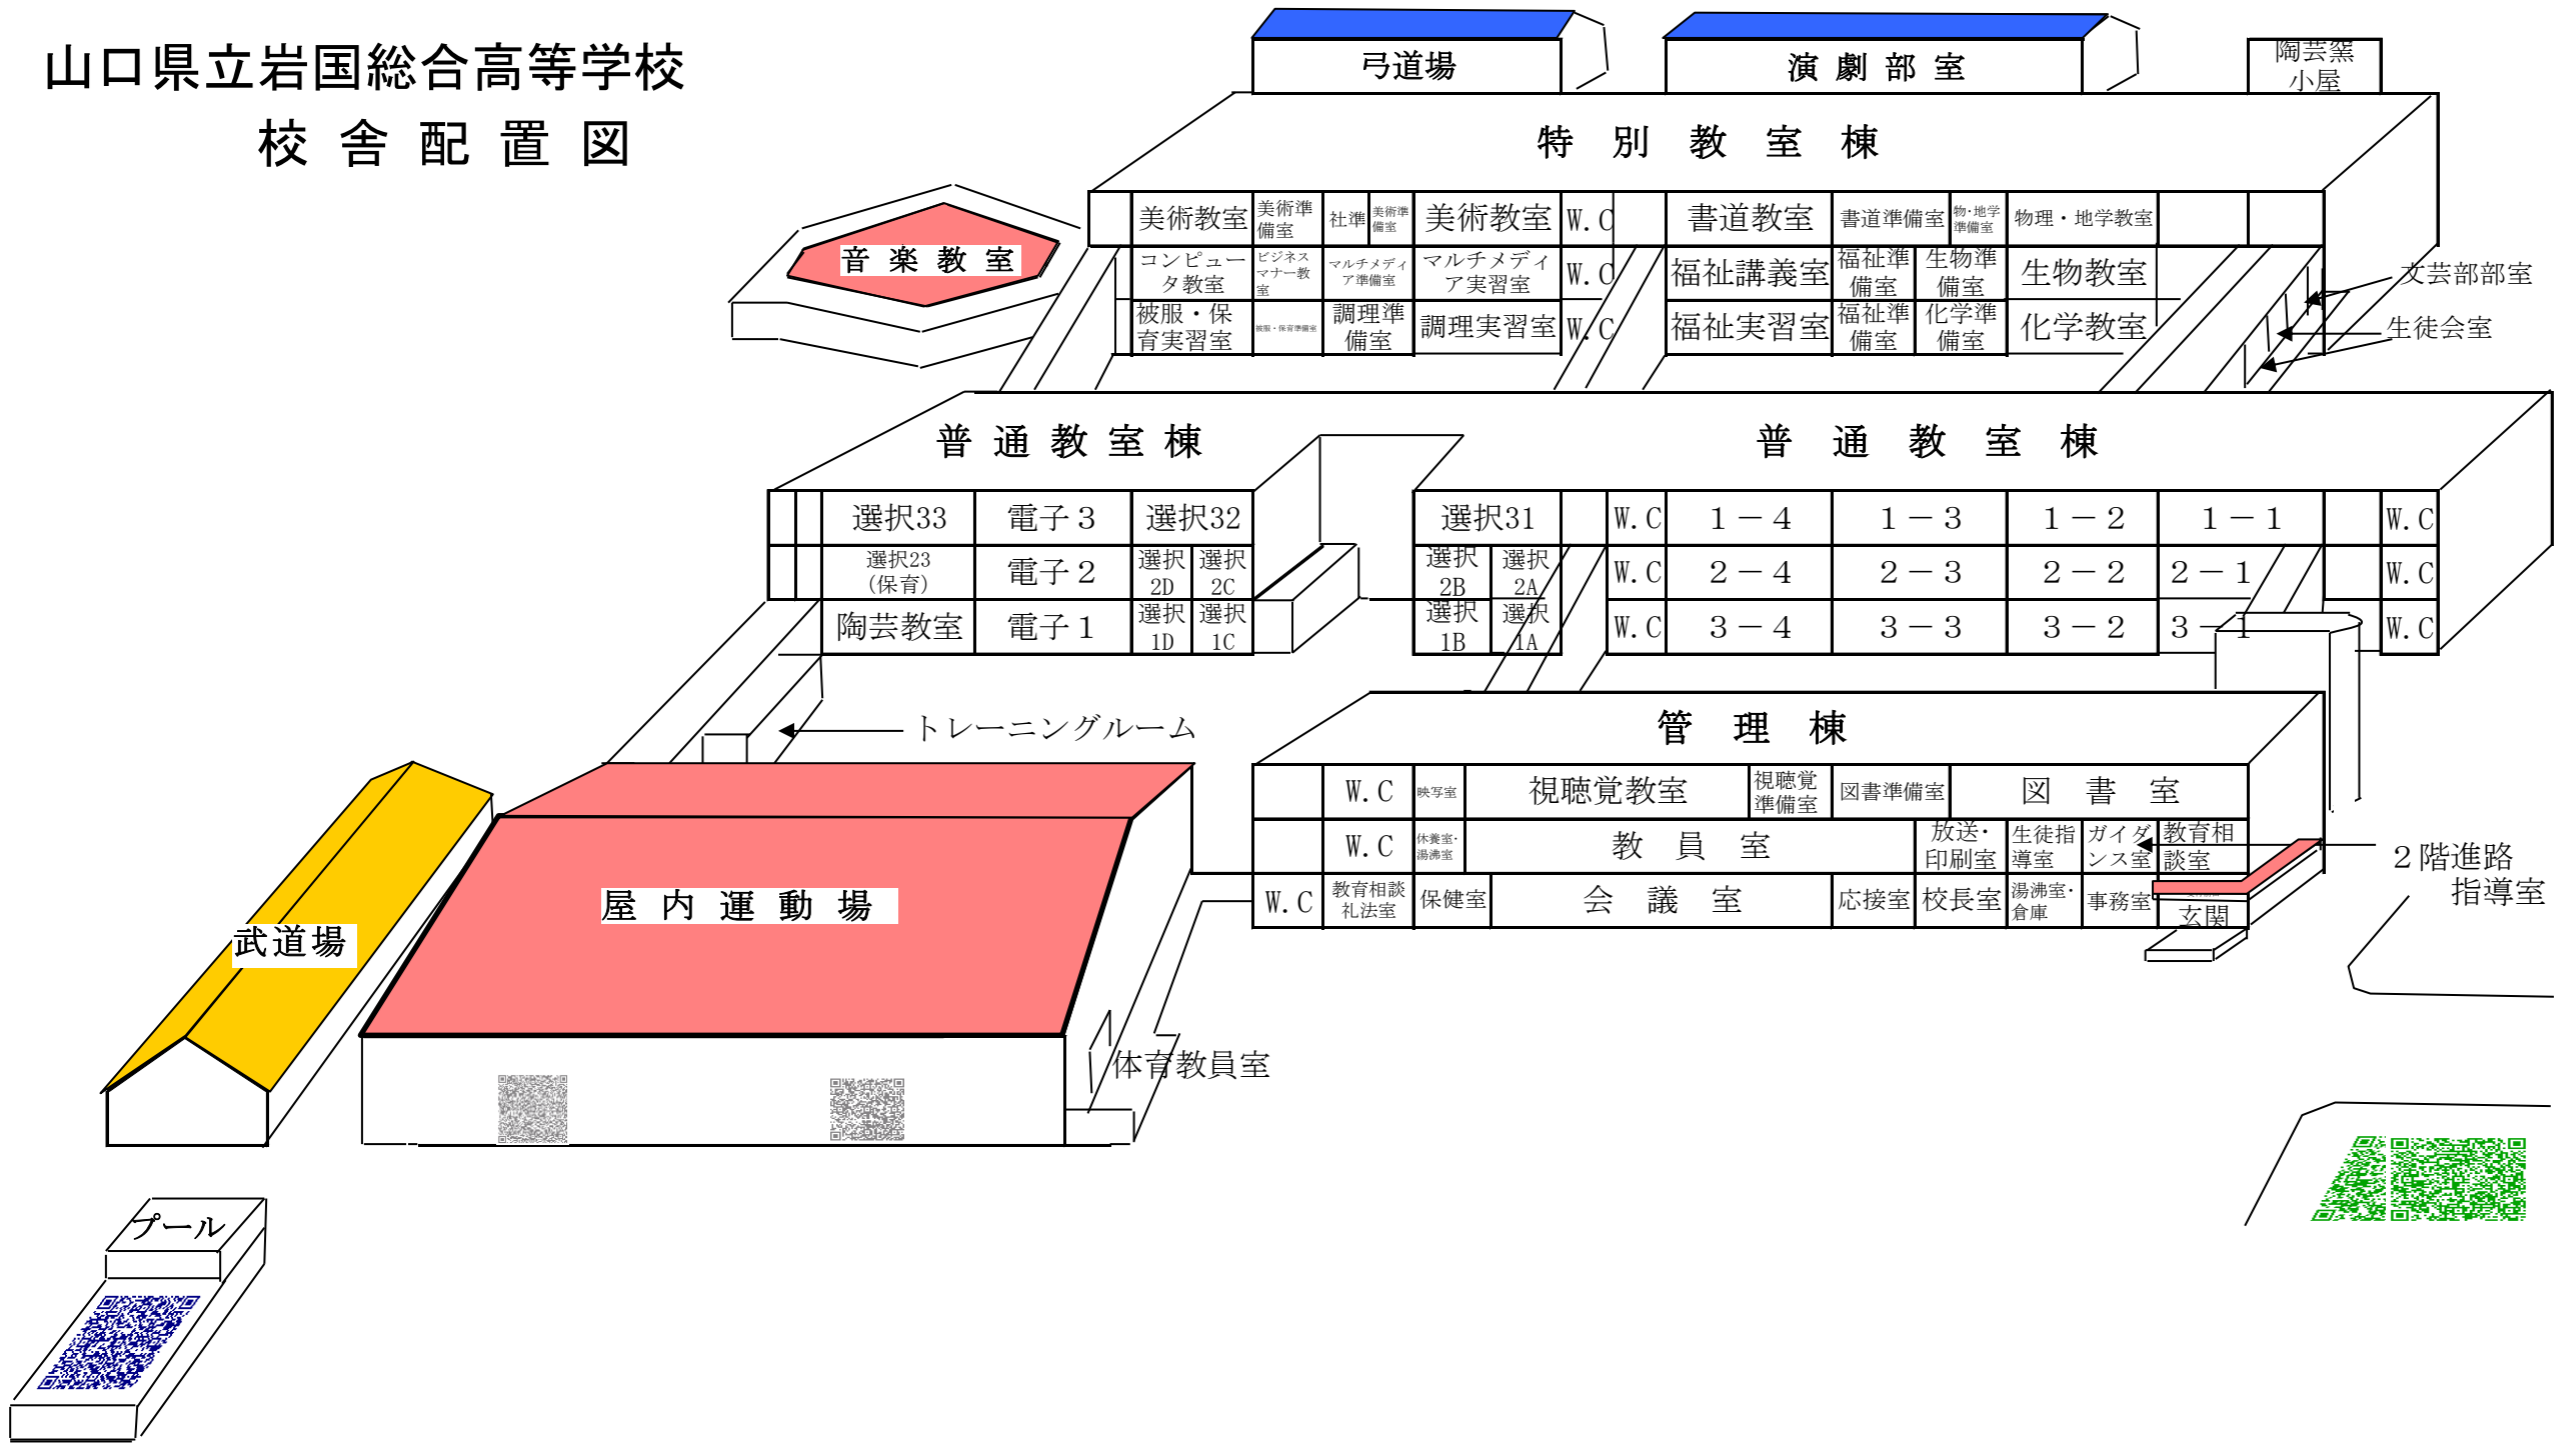 山口県立岩国総合高等学校
校舎配置図
弓道場
演劇部室
陶芸窯
小屋
特別教室棟
音楽教室
美術教室
美術準
備室
社準
美術準
備室
美術教室
W.C
書道教室
書道準備室
物・地学
準備室
物理・地学教室
コンピュー
タ教室
ビジネス
マナー教
室
マルチメディ
ア準備室
マルチメディ
ア実習室
W.C
福祉講義室
福祉準
備室
生物準
備室
生物教室
文芸部部室
被服・保
育実習室
被服・保育準備室
調理準
備室
調理実習室
W.C
福祉実習室
福祉準
備室
化学準
備室
化学教室
生徒会室
普通教室棟
普通教室棟
選択33
電子3
選択32
選択31
W.C
1-4
1-3
1-2
1-1
W.C
選択23
(保育)
電子2
選択
2D
選択
2C
選択
2B
選択
2A
W.C
2-4
2-3
2-2
2-1
W.C
陶芸教室
電子1
選択
1D
選択
1C
選択
1B
選択
1A
W.C
3-4
3-3
3-2
3-1
W.C
トレーニングルーム
管理棟
W.C
映写室
視聴覚教室
視聴覚
準備室
図書準備室
図書室
W.C
休養室・
湯沸室
教員室
放送・
印刷室
生徒指
導室
ガイダ
ンス室
教育相
談室
2階進路
指導室
W.C
教育相談
礼法室
保健室
会議室
応接室
校長室
湯沸室・
倉庫
事務室
玄関
屋内運動場
武道場
体育教員室
プール